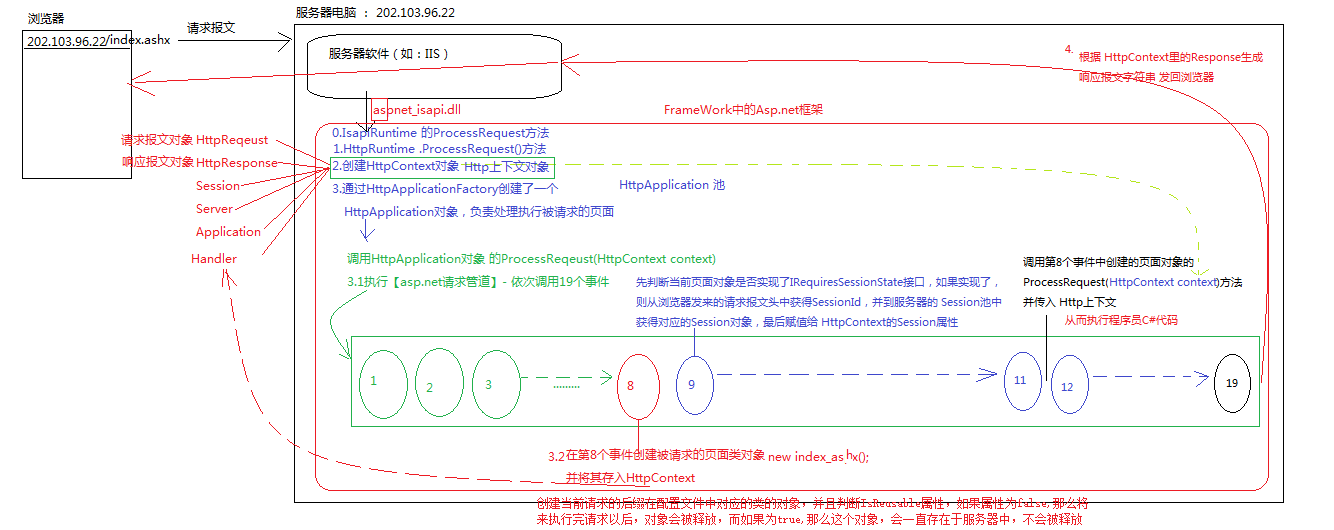 浏览器
服务器电脑 ： 202.103.96.22
202.103.96.22/index.ashx
请求报文
服务器软件（如：IIS）
4.
根据 HttpContext里的Response生成
响应报文字符串 发回浏览器
aspnet_isapi.dll
FrameWork中的Asp.net框架
请求报文对象 HttpReqeust
响应报文对象 HttpResponse
Session
Server
Application
Handler
0.IsapiRuntime 的ProcessRequest方法
1.HttpRuntime .ProcessRequest()方法
2.创建HttpContext对象 Http上下文对象
3.通过HttpApplicationFactory创建了一个
HttpApplication对象，负责处理执行被请求的页面
HttpApplication 池
调用HttpApplication对象 的ProcessReqeust(HttpContext context)
3.1执行【asp.net请求管道】- 依次调用19个事件
先判断当前页面对象是否实现了IRequiresSessionState接口，如果实现了，
则从浏览器发来的请求报文头中获得SessionId，并到服务器的 Session池中
获得对应的Session对象，最后赋值给 HttpContext的Session属性
调用第8个事件中创建的页面对象的
ProcessRequest(HttpContext context)方法
并传入 Http上下文
从而执行程序员C#代码
1
2
3
.........
8
9
11
12
19
3.2在第8个事件创建被请求的页面类对象 new index_ashx();
并将其存入HttpContext
创建当前请求的后缀在配置文件中对应的类的对象，并且判断IsReusable属性，如果属性为false,那么将
来执行完请求以后，对象会被释放，而如果为true,那么这个对象，会一直存在于服务器中，不会被释放